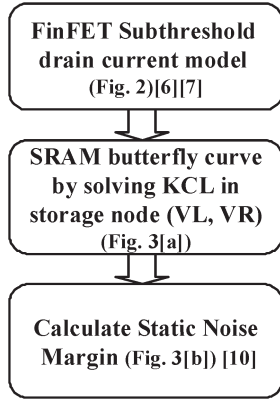 FinFET Subthreshold
drain current model
(Fig. 2)[6][7]
SRAM butterfly curve
by solving KCL in
storage node (VL, VR)
(Fig. 3[a])
Calculate Static Noise
Margin (Fig. 3[b]) [10]